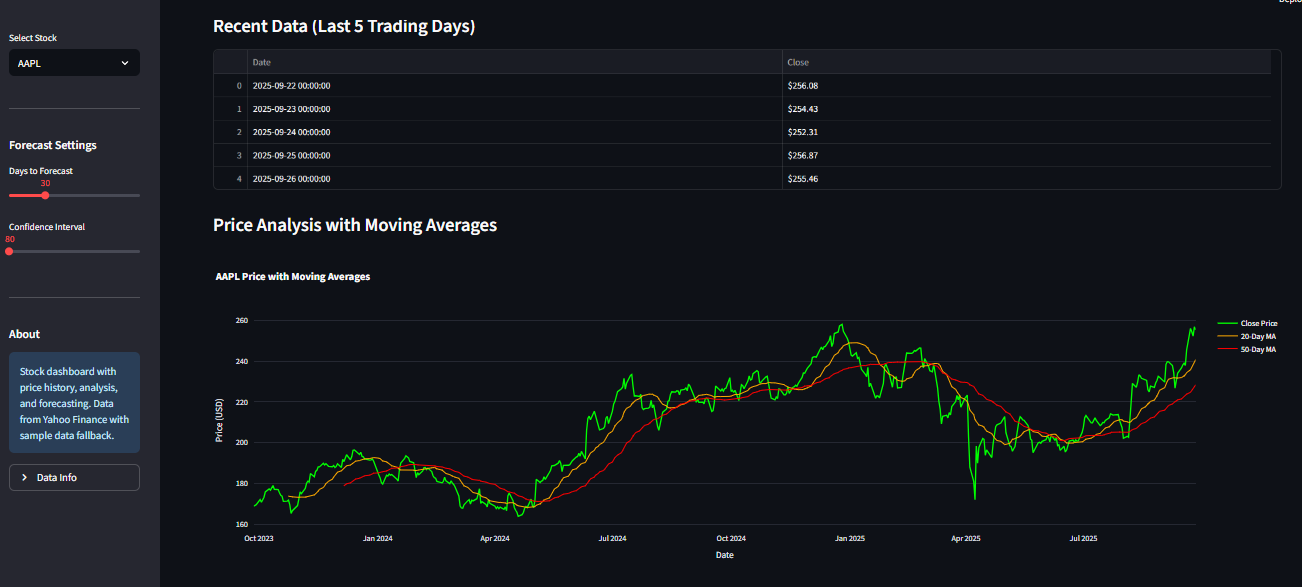 Deploy
Select Stock
AAPL
Forecast Settings
Days to Forecast
30
Confidence Interval
80
About
Stock dashboard with
price history, analysis,
and forecasting. Data
from Yahoo Finance with
sample data fallback.
Data Info
Recent Data (Last 5 Trading Days)
Date Close
0 2025-09-22 00:00:00 $256.08
1 2025-09-23 00:00:00 $254.43
2 2025-09-24 00:00:00 $252.31
3 2025-09-25 00:00:00 $256.87
4 2025-09-26 00:00:00 $255.46
Price Analysis with Moving Averages
AAPL Price with Moving Averages
260
240
220
200
180
160
Price (USD)
Oct 2023 Jan 2024 Apr 2024 Jul 2024 Oct 2024 Jan 2025 Apr 2025 Jul 2025
Date
Close Price
20-Day MA
50-Day MA